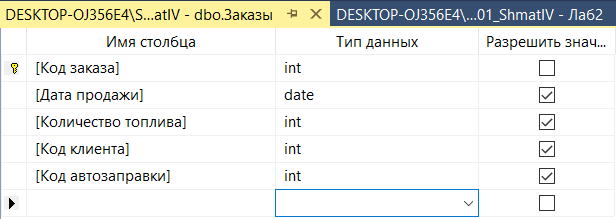 DESKTOP-OJ356E4\S...atIV - dbo.Заказы
DESKTOP-OJ356E4\...01_ShmatIV - Лаб2
Имя столбца Тип данных Разрешить знач...
[Код заказа] int
[Дата продажи] date
[Количество топлива] int
[Код клиента] int
[Код автозаправки] int